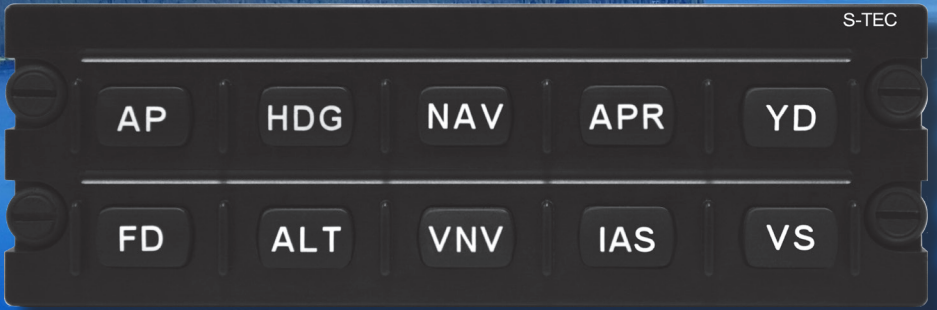 S-TEC
AP HDG NAV APR YD
FD ALT VNV IAS VS